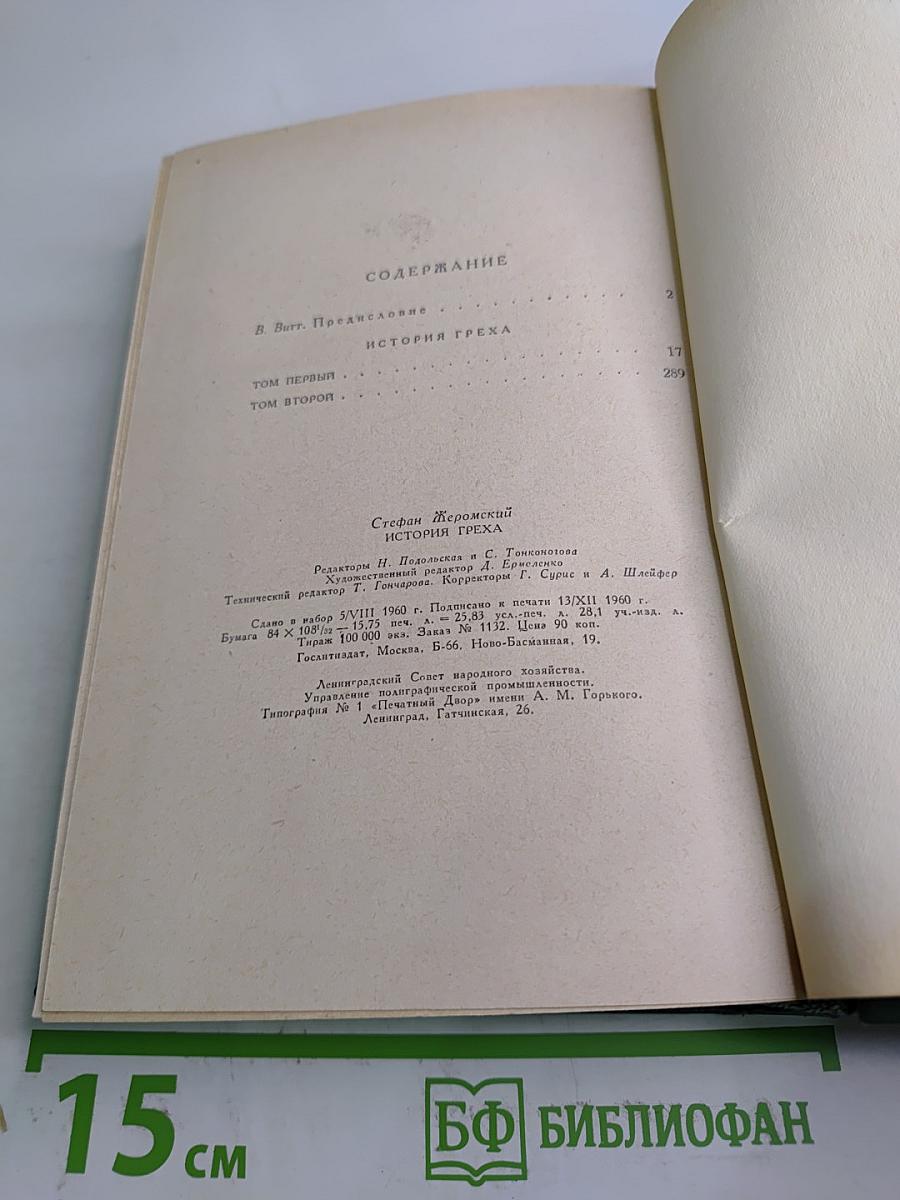 СОДЕРЖАНИЕ
В. Витт. Предисловие . . . . . . . . . . . 2
ИСТОРИЯ ГРЕХА
ТОМ ПЕРВЫЙ . . . . . . . . . . . . . . . . 17
ТОМ ВТОРОЙ . . . . . . . . . . . . . . . . 289
Стефан Жеромский
ИСТОРИЯ ГРЕХА
Редакторы Н. Подольская и С. Тонконогова
Художественный редактор Д. Ермоленко
Технический редактор Т. Гончарова. Корректоры Г. Сурис и А. Шлейфер
Сдано в набор 5/VIII 1960 г. Подписано к печати 13/XII 1960 г.
Бумага 84 × 108¹/₃₂ — 15,75 печ. л. = 25,83 усл.-печ. л. 28,1 уч.-изд. л.
Тираж 100 000 экз. Заказ № 1132. Цена 90 коп.
Гослитиздат, Москва, Б-66, Ново-Басманная, 19.
Ленинградский Совет народного хозяйства.
Управление полиграфической промышленности.
Типография № 1 «Печатный Двор» имени А. М. Горького.
Ленинград, Гатчинская, 26.
15 см
БФ БИБЛИОФАН